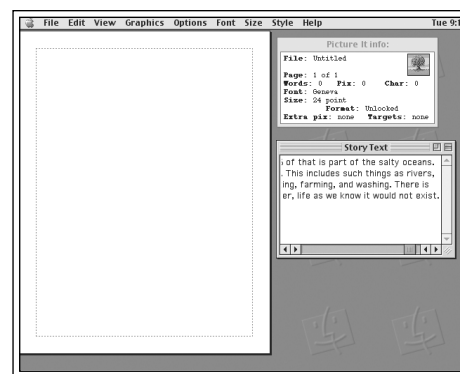 File Edit View Graphics Options Font Size Style Help Tue 9:1
Picture It info:
File: Untitled
Page: 1 of 1
Words: 0 Pix: 0 Char: 0
Font: Geneva
Size: 24 point
Format: Unlocked
Extra pix: none Targets: none
Story Text
of that is part of the salty oceans.
. This includes such things as rivers,
ing, farming, and washing. There is
er, life as we know it would not exist.